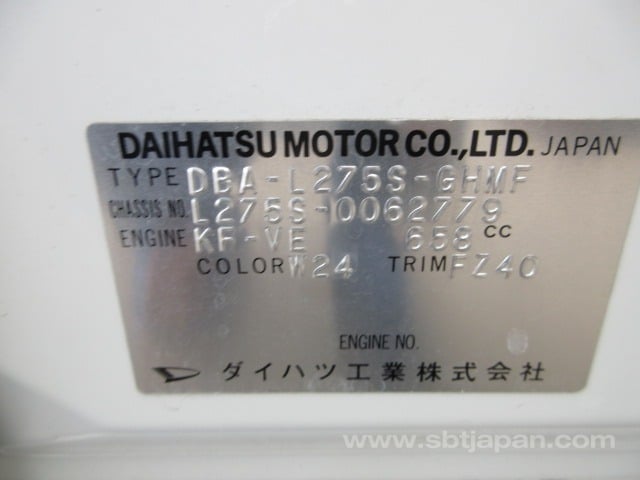 DAIHATSU MOTOR CO.,LTD. JAPAN
TYPE DBA-L275S-GHMF
CHASSIS NO. L275S-0062779
ENGINE KF-VE 658 CC
COLOR W24 TRIM FZ40
ENGINE NO.
ダイハツ工業株式会社
www.sbtjapan.com